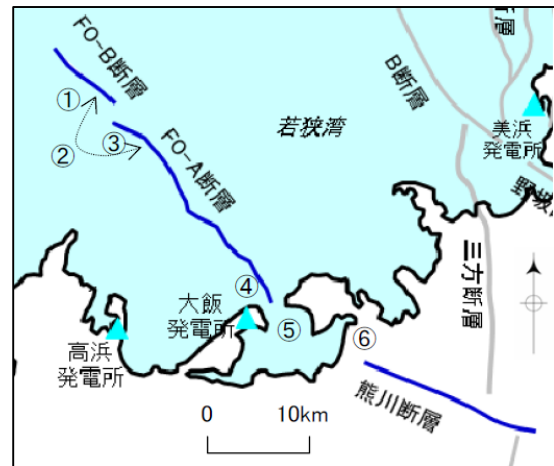 FO-B断層
①
②
③
FO-A断層
若狭湾
B断層
断層
美浜
発電所
野坂
三方断層
④
大飯
発電所
⑤
⑥
高浜
発電所
熊川断層
0 10km